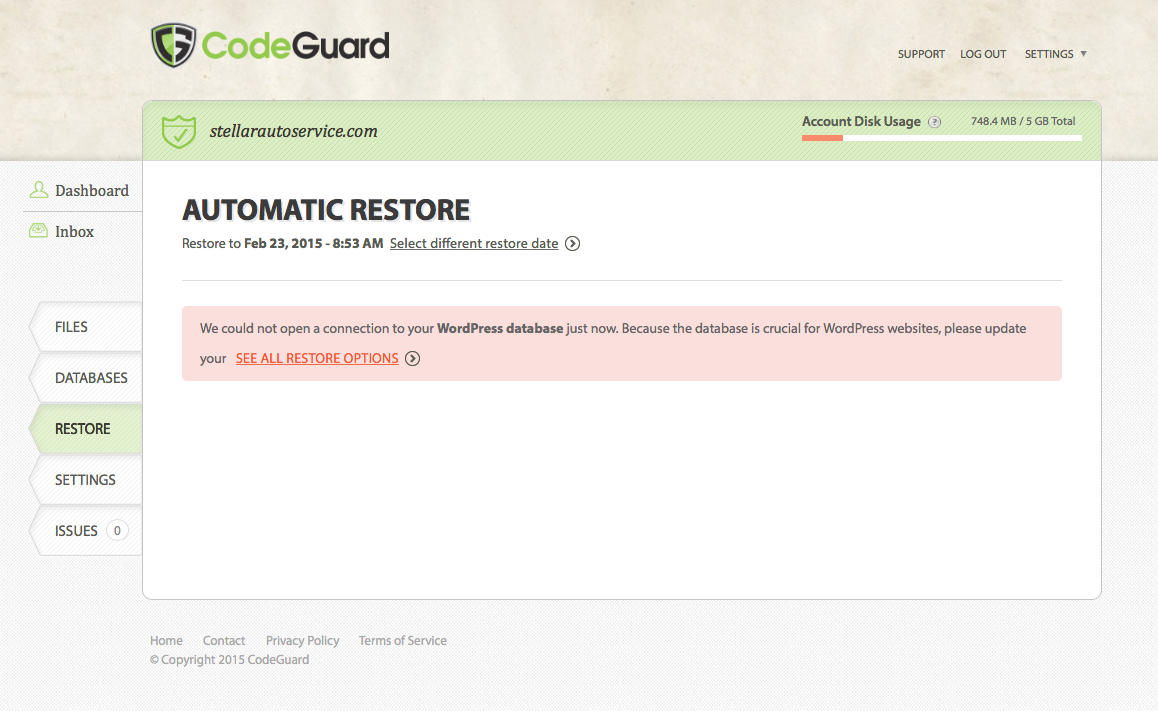 CodeGuard
SUPPORT LOG OUT SETTINGS
stellarautoservice.com
Account Disk Usage ? 748.4 MB / 5 GB Total
Dashboard
Inbox
AUTOMATIC RESTORE
Restore to Feb 23, 2015 - 8:53 AM Select different restore date
We could not open a connection to your WordPress database just now. Because the database is crucial for WordPress websites, please update
your SEE ALL RESTORE OPTIONS
FILES
DATABASES
RESTORE
SETTINGS
ISSUES 0
Home Contact Privacy Policy Terms of Service
© Copyright 2015 CodeGuard